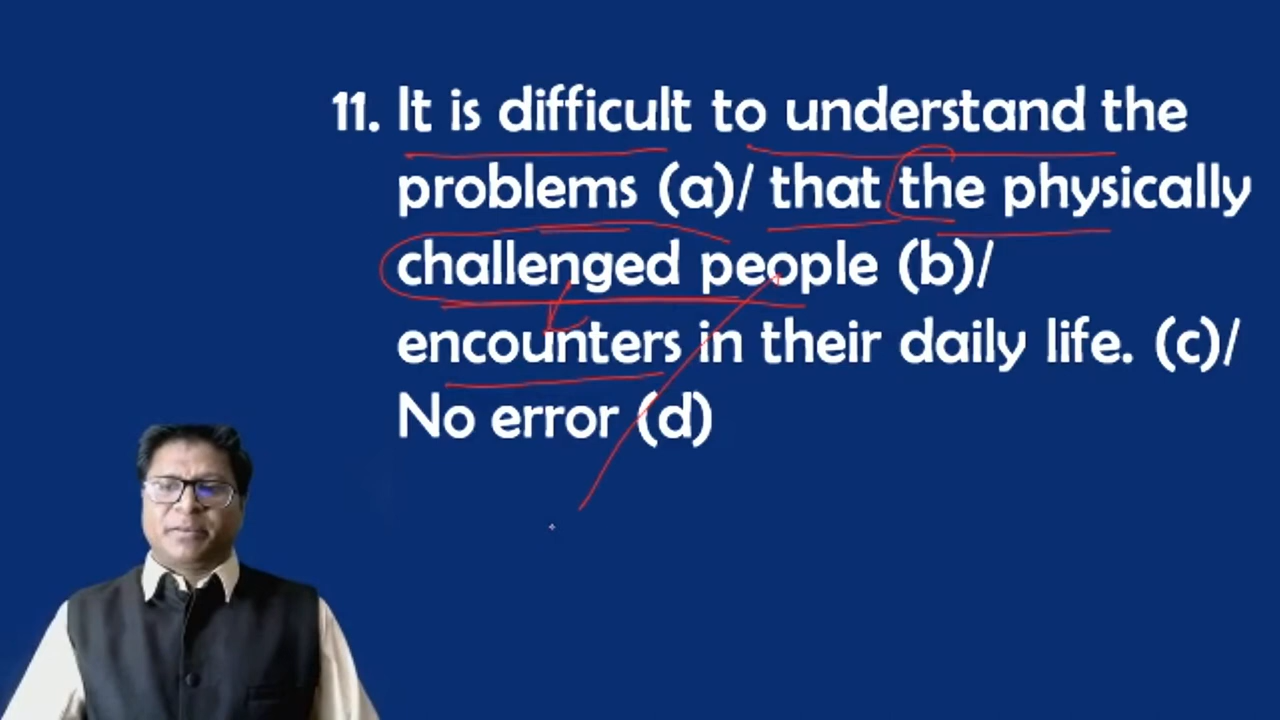 11. It is difficult to understand the
problems (a)/ that the physically
challenged people (b)/
encounters in their daily life. (c)/
No error (d)